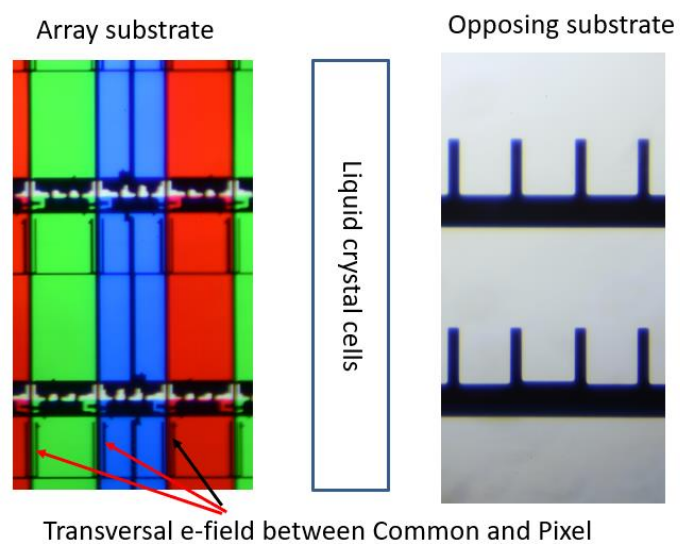 Array substrate
Opposing substrate
Liquid crystal cells
Transversal e-field between Common and Pixel